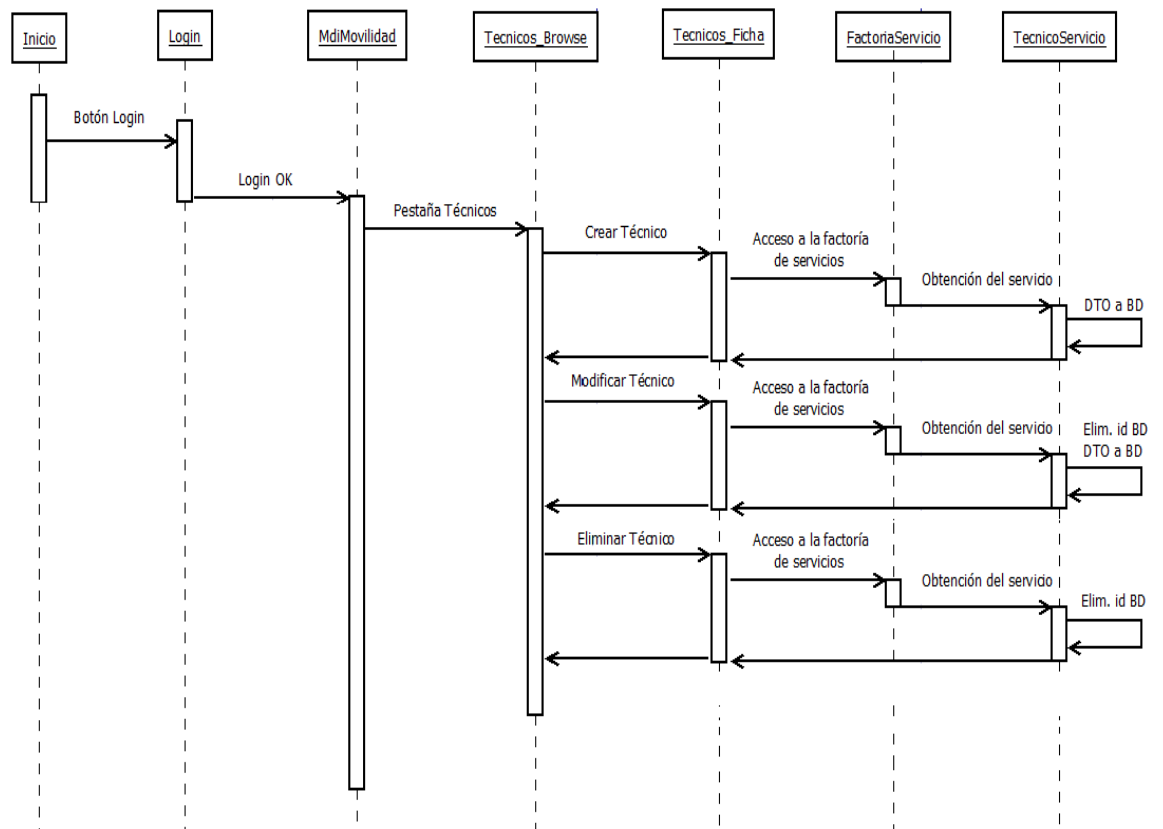 Inicio
Login
MdiMovilidad
Tecnicos_Browse
Tecnicos_Ficha
FactoriaServicio
TecnicoServicio
Botón Login
Login OK
Pestaña Técnicos
Crear Técnico
Acceso a la factoría
de servicios
Obtención del servicio
DTO a BD
Modificar Técnico
Acceso a la factoría
de servicios
Obtención del servicio
Elim. id BD
DTO a BD
Eliminar Técnico
Acceso a la factoría
de servicios
Obtención del servicio
Elim. id BD